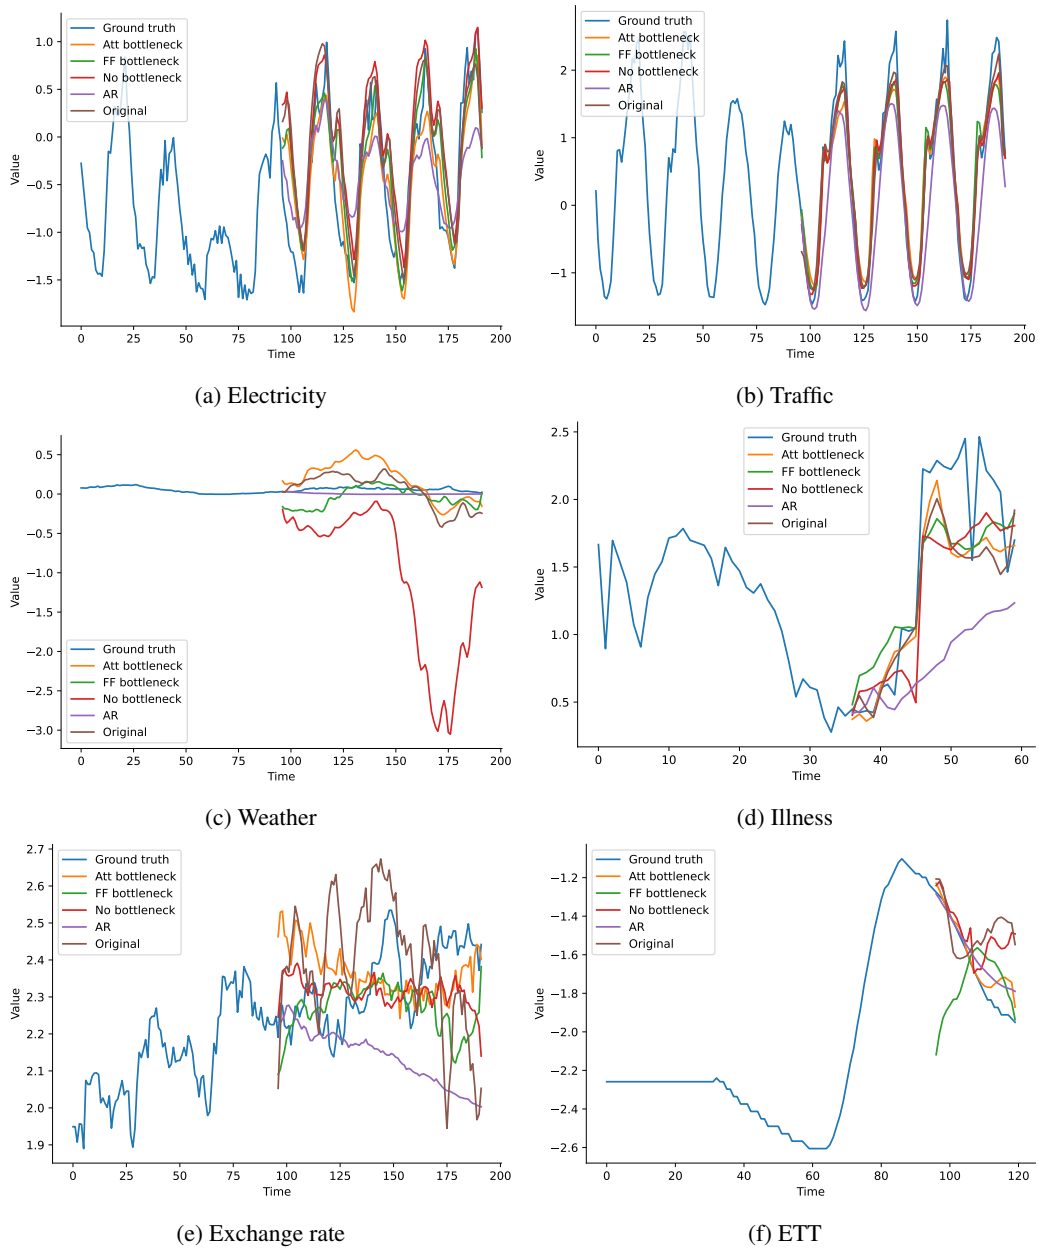 Ground truth
Att bottleneck
FF bottleneck
No bottleneck
AR
Original
1.0
0.5
0.0
−0.5
−1.0
−1.5
Value
0 25 50 75 100 125 150 175 200
Time
(a) Electricity
Ground truth
Att bottleneck
FF bottleneck
No bottleneck
AR
Original
2
1
0
−1
Value
0 25 50 75 100 125 150 175 200
Time
(b) Traffic
0.5
0.0
−0.5
−1.0
−1.5
−2.0
−2.5
−3.0
Value
Ground truth
Att bottleneck
FF bottleneck
No bottleneck
AR
Original
0 25 50 75 100 125 150 175 200
Time
(c) Weather
Ground truth
Att bottleneck
FF bottleneck
No bottleneck
AR
Original
2.5
2.0
1.5
1.0
0.5
Value
0 10 20 30 40 50 60
Time
(d) Illness
Ground truth
Att bottleneck
FF bottleneck
No bottleneck
AR
Original
2.7
2.6
2.5
2.4
2.3
2.2
2.1
2.0
1.9
Value
0 25 50 75 100 125 150 175 200
Time
(e) Exchange rate
Ground truth
Att bottleneck
FF bottleneck
No bottleneck
AR
Original
−1.2
−1.4
−1.6
−1.8
−2.0
−2.2
−2.4
−2.6
Value
0 20 40 60 80 100 120
Time
(f) ETT